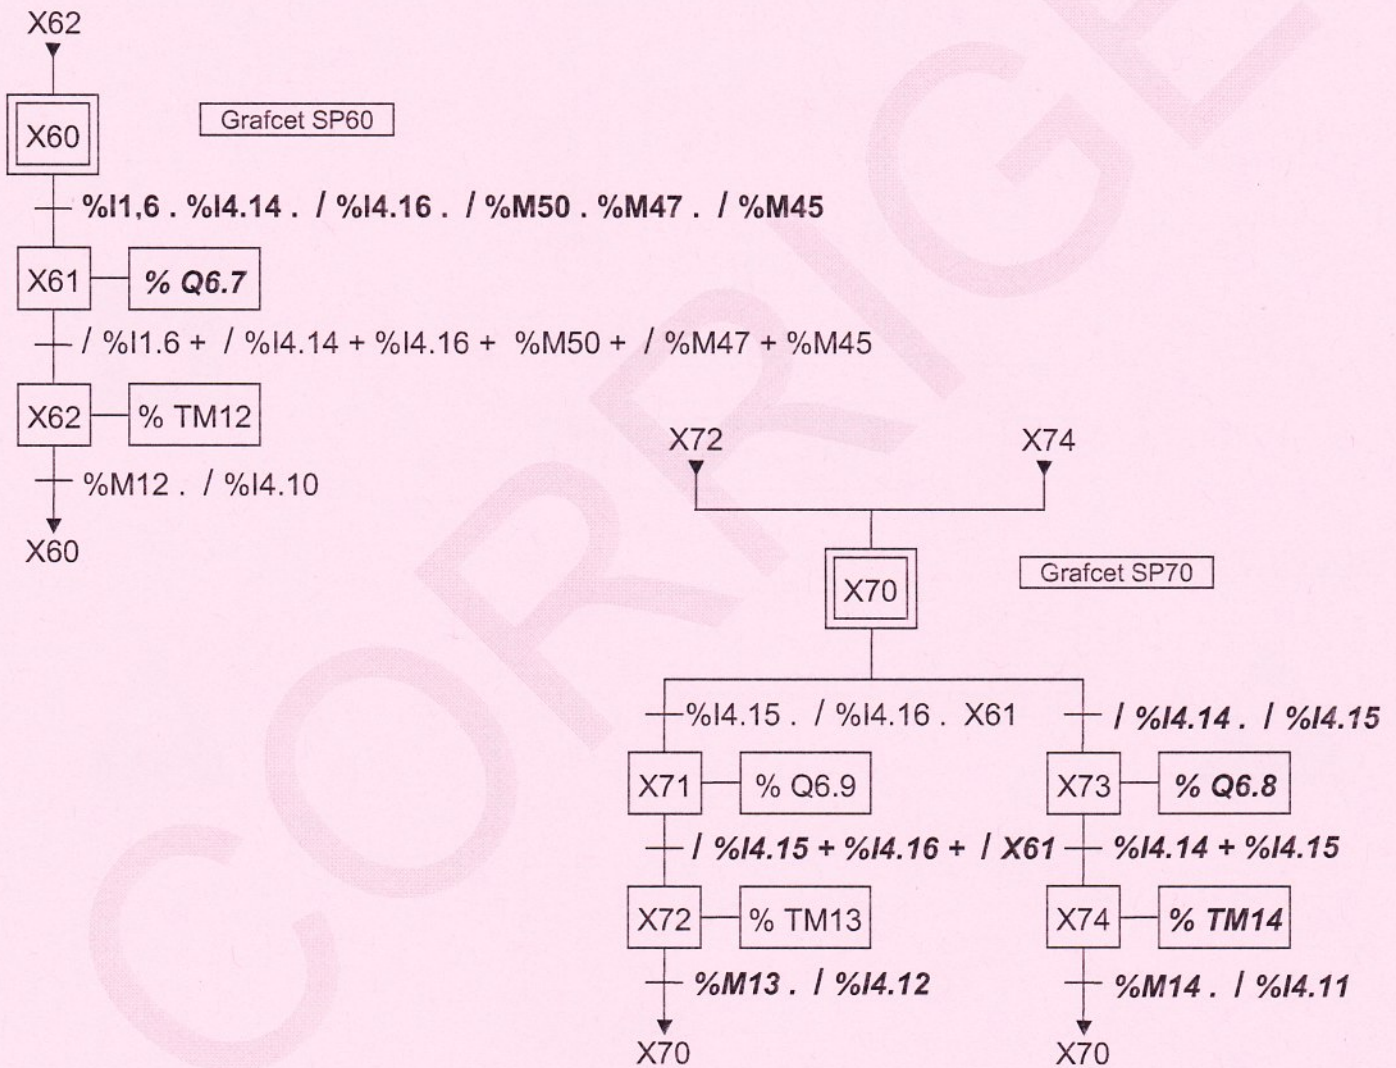 X62
X60
Grafcet SP60
%I1,6 . %I4.14 . / %I4.16 . / %M50 . %M47 . / %M45
X61 % Q6.7
/ %I1.6 + / %I4.14 + %I4.16 + %M50 + / %M47 + %M45
X62 % TM12
%M12 . / %I4.10
X60
X72 X74
X70
Grafcet SP70
%I4.15 . / %I4.16 . X61 / %I4.14 . / %I4.15
X71 % Q6.9 X73 % Q6.8
/ %I4.15 + %I4.16 + / X61 %I4.14 + %I4.15
X72 % TM13 X74 % TM14
%M13 . / %I4.12 %M14 . / %I4.11
X70 X70
CORRIGE